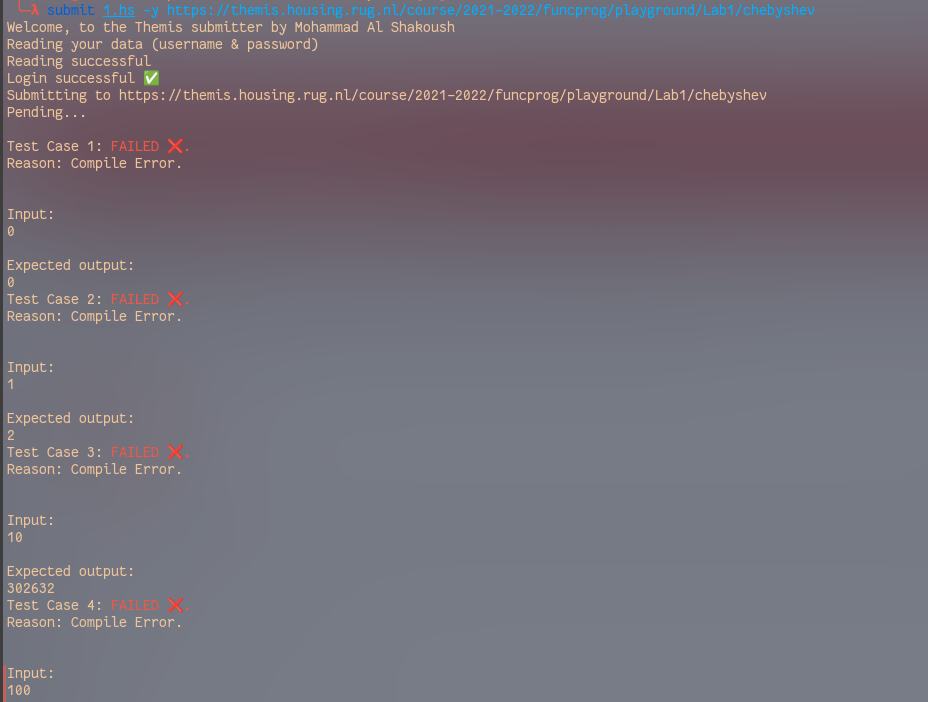 └─λ submit 1.hs -y https://themis.housing.rug.nl/course/2021-2022/funcprog/playground/Lab1/chebyshev
Welcome, to the Themis submitter by Mohammad Al Shakoush
Reading your data (username & password)
Reading successful
Login successful ✅
Submitting to https://themis.housing.rug.nl/course/2021-2022/funcprog/playground/Lab1/chebyshev
Pending...
Test Case 1: FAILED ❌.
Reason: Compile Error.
Input:
0
Expected output:
0
Test Case 2: FAILED ❌.
Reason: Compile Error.
Input:
1
Expected output:
2
Test Case 3: FAILED ❌.
Reason: Compile Error.
Input:
10
Expected output:
302632
Test Case 4: FAILED ❌.
Reason: Compile Error.
Input:
100